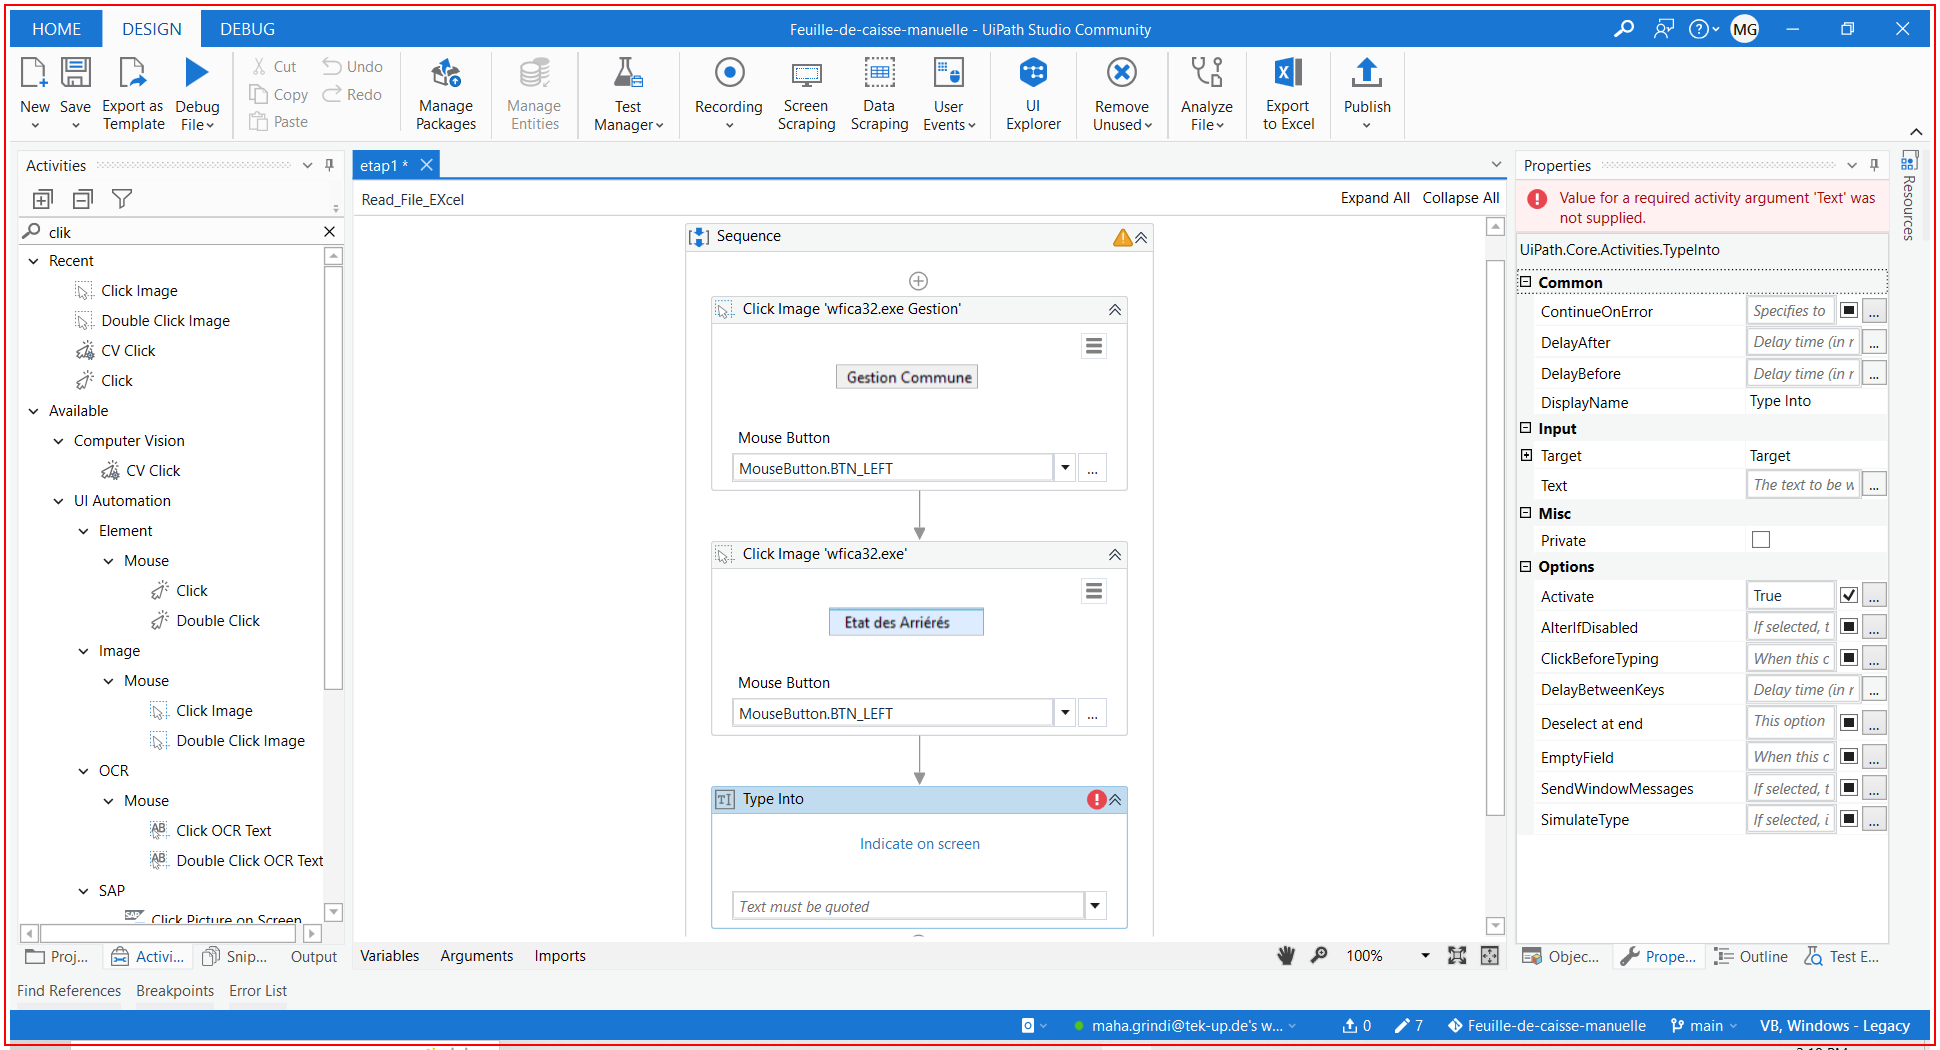 HOME DESIGN DEBUG
Feuille-de-caisse-manuelle - UiPath Studio Community
MG
New
Save
Export as Template
Debug File
Cut
Copy
Paste
Undo
Redo
Manage Packages
Manage Entities
Test Manager
Recording
Screen Scraping
Data Scraping
User Events
UI Explorer
Remove Unused
Analyze File
Export to Excel
Publish
Activities
clik
Recent
Click Image
Double Click Image
CV Click
Click
Available
Computer Vision
CV Click
UI Automation
Element
Mouse
Click
Double Click
Image
Mouse
Click Image
Double Click Image
OCR
Mouse
Click OCR Text
Double Click OCR Text
SAP
Click Picture on Screen
Proj...
Activi...
Snip...
Output
etap1 *
Read_File_EXcel
Expand All Collapse All
Sequence
Click Image 'wfica32.exe Gestion'
Gestion Commune
Mouse Button
MouseButton.BTN_LEFT
...
Click Image 'wfica32.exe'
Etat des Arriérés
Mouse Button
MouseButton.BTN_LEFT
...
Type Into
Indicate on screen
Text must be quoted
Variables Arguments Imports
100%
Properties
Value for a required activity argument 'Text' was
not supplied.
UiPath.Core.Activities.TypeInto
Common
ContinueOnError Specifies to ...
DelayAfter Delay time (in r ...
DelayBefore Delay time (in r ...
DisplayName Type Into
Input
Target Target
Text The text to be w ...
Misc
Private
Options
Activate True ...
AlterIfDisabled If selected, t ...
ClickBeforeTyping When this c ...
DelayBetweenKeys Delay time (in r ...
Deselect at end This option ...
EmptyField When this c ...
SendWindowMessages If selected, t ...
SimulateType If selected, i ...
Objec...
Prope...
Outline
Test E...
Resources
Find References Breakpoints Error List
maha.grindi@tek-up.de's w...
0
7
Feuille-de-caisse-manuelle
main
VB, Windows - Legacy